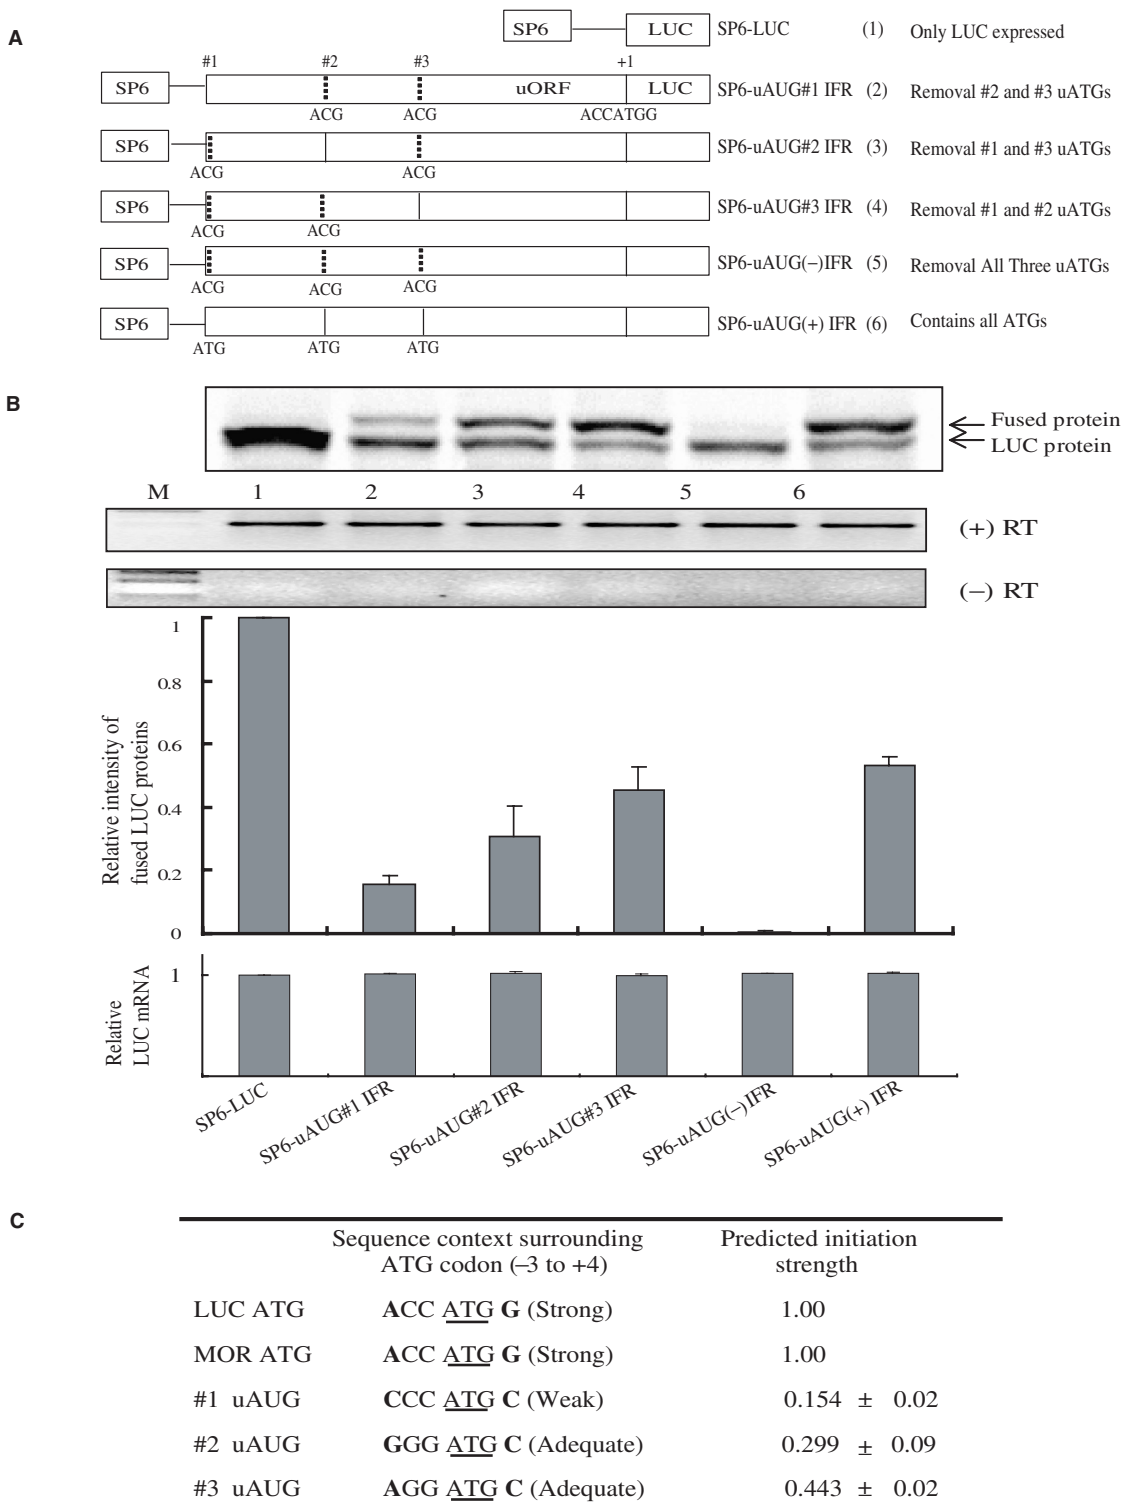 A
SP6 LUC SP6-LUC (1) Only LUC expressed
#1 #2 #3 +1
SP6 uORF LUC SP6-uAUG#1 IFR (2) Removal #2 and #3 uATGs
ACG ACG ACCATGG
SP6 SP6-uAUG#2 IFR (3) Removal #1 and #3 uATGs
ACG ACG
SP6 SP6-uAUG#3 IFR (4) Removal #1 and #2 uATGs
ACG ACG
SP6 SP6-uAUG(−)IFR (5) Removal All Three uATGs
ACG ACG ACG
SP6 SP6-uAUG(+) IFR (6) Contains all ATGs
ATG ATG ATG
B
Fused protein
LUC protein
M 1 2 3 4 5 6
(+) RT
(−) RT
Relative intensity of
fused LUC proteins
1
0.8
0.6
0.4
0.2
0
Relative
LUC mRNA
1
SP6-LUC
SP6-uAUG#1 IFR
SP6-uAUG#2 IFR
SP6-uAUG#3 IFR
SP6-uAUG(−)IFR
SP6-uAUG(+) IFR
C
Sequence context surrounding Predicted initiation
ATG codon (−3 to +4) strength
LUC ATG ACC ATG G (Strong) 1.00
MOR ATG ACC ATG G (Strong) 1.00
#1 uAUG CCC ATG C (Weak) 0.154 ± 0.02
#2 uAUG GGG ATG C (Adequate) 0.299 ± 0.09
#3 uAUG AGG ATG C (Adequate) 0.443 ± 0.02